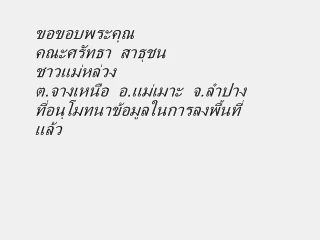 ขอขอบพระคุณ
คณะศรัทธา สาธุชน
ชาวแม่หล่วง
ต.จางเหนือ อ.แม่เมาะ จ.ลำปาง
ที่อนุโมทนาข้อมูลในการลงพื้นที่
แล้ว